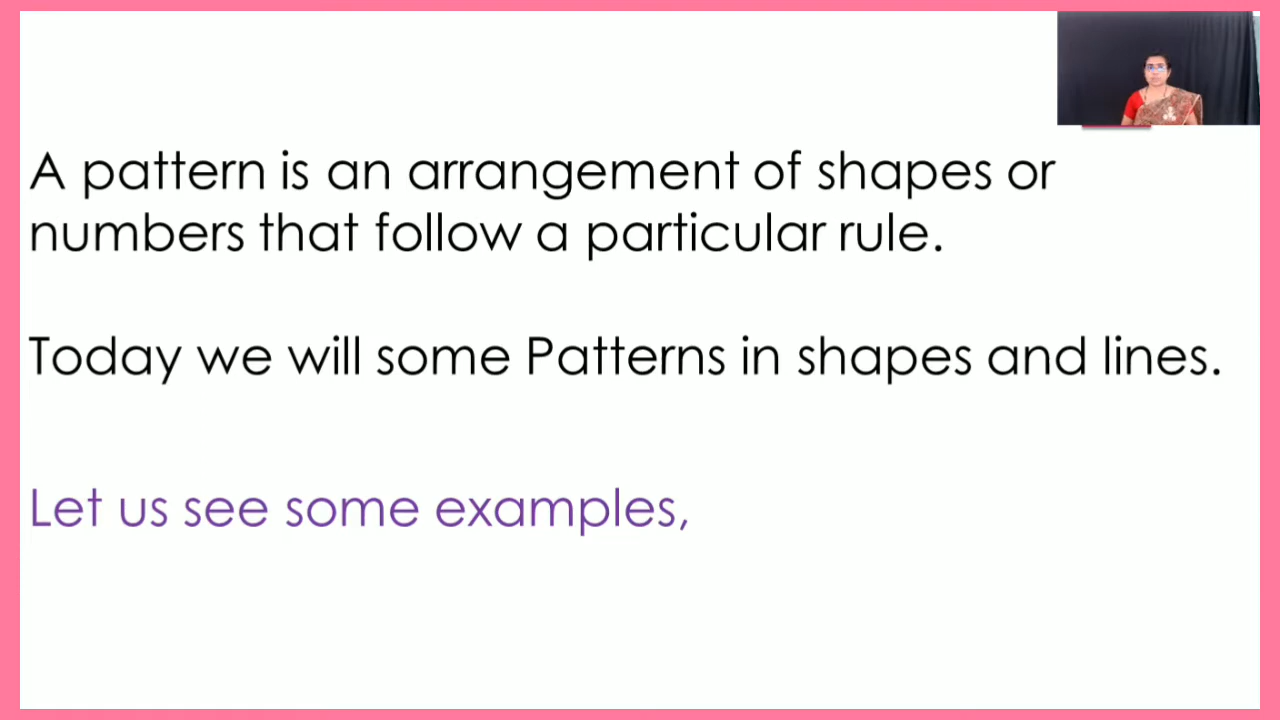 A pattern is an arrangement of shapes or
numbers that follow a particular rule.
Today we will some Patterns in shapes and lines.
Let us see some examples,